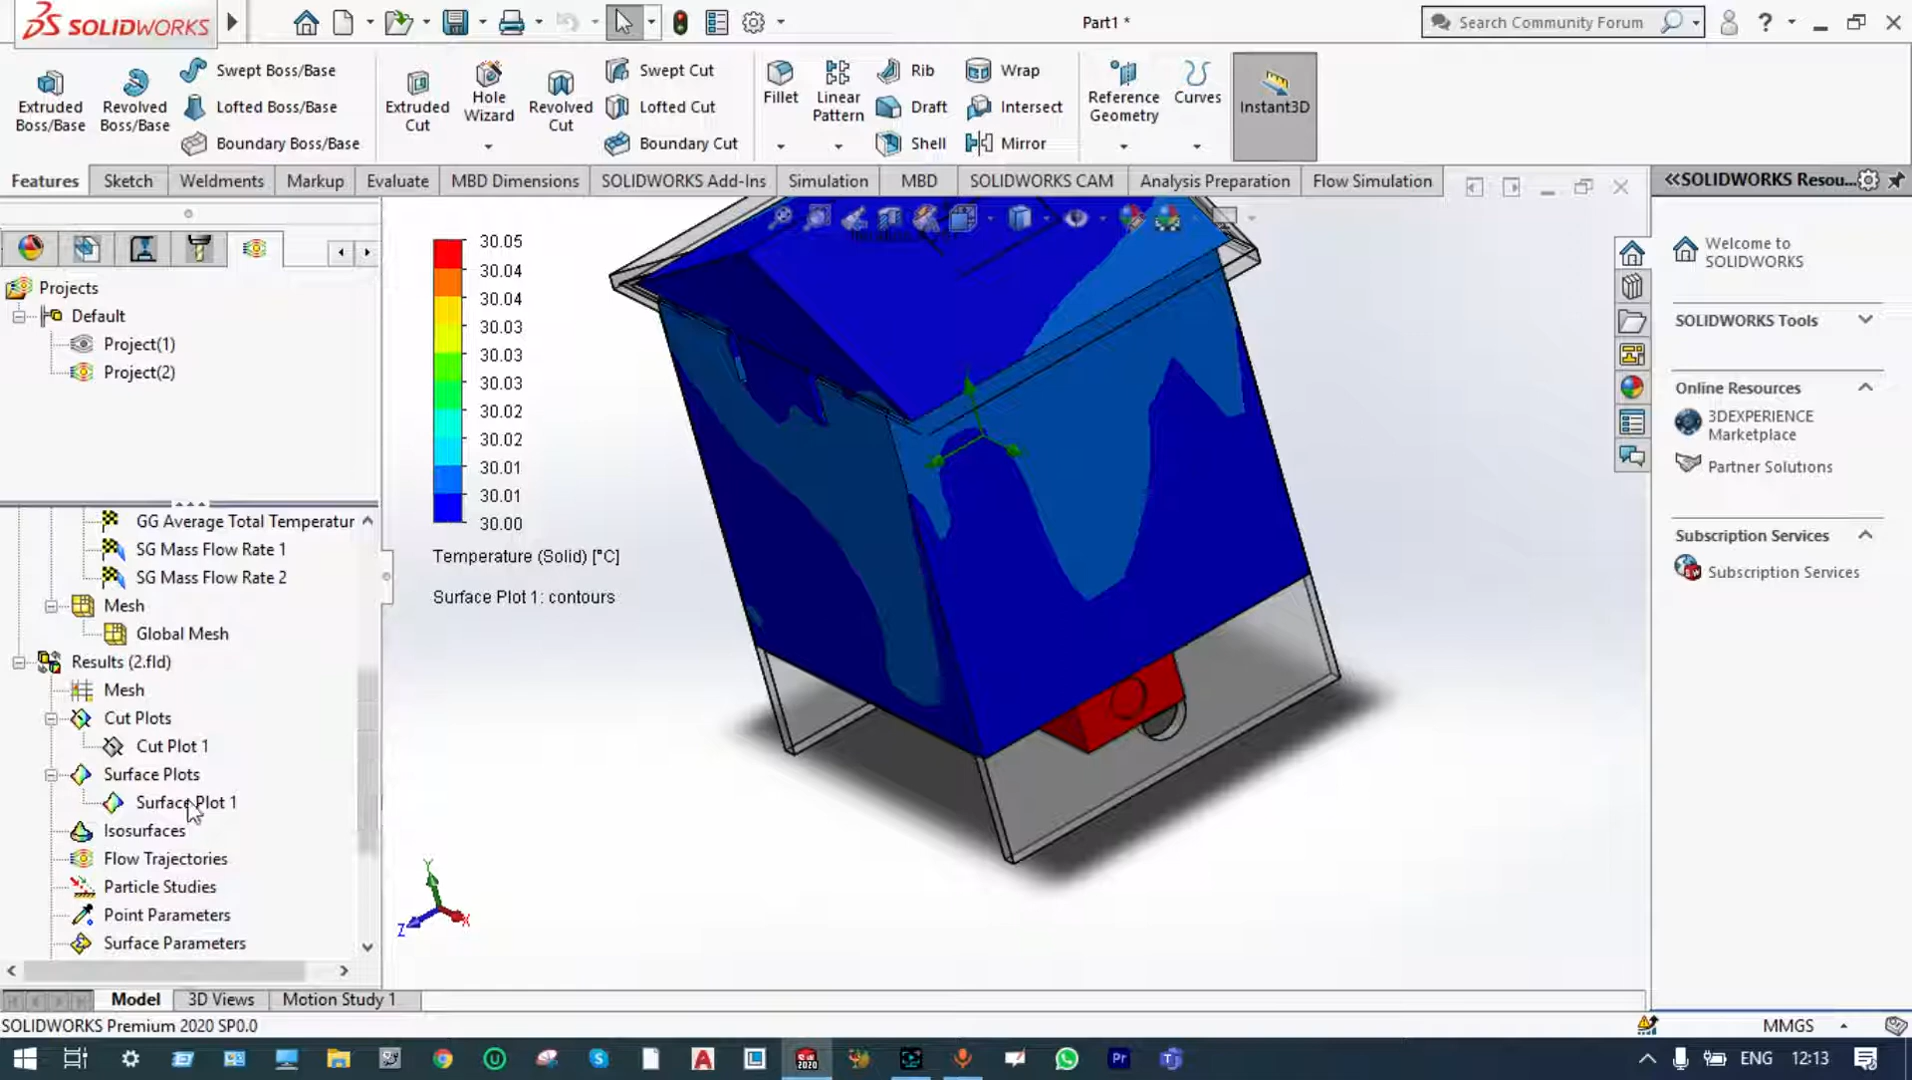 SOLIDWORKS
Part1 *
Search Community Forum
?
Extruded Boss/Base
Revolved Boss/Base
Swept Boss/Base
Lofted Boss/Base
Boundary Boss/Base
Extruded Cut
Hole Wizard
Revolved Cut
Swept Cut
Lofted Cut
Boundary Cut
Fillet
Linear Pattern
Rib
Draft
Shell
Wrap
Intersect
Mirror
Reference Geometry
Curves
Instant3D
Features
Sketch
Weldments
Markup
Evaluate
MBD Dimensions
SOLIDWORKS Add-Ins
Simulation
MBD
SOLIDWORKS CAM
Analysis Preparation
Flow Simulation
Projects
Default
Project(1)
Project(2)
GG Average Total Temperatur
SG Mass Flow Rate 1
SG Mass Flow Rate 2
Mesh
Global Mesh
Results (2.fld)
Mesh
Cut Plots
Cut Plot 1
Surface Plots
Surface Plot 1
Isosurfaces
Flow Trajectories
Particle Studies
Point Parameters
Surface Parameters
30.05
30.04
30.04
30.03
30.03
30.03
30.02
30.02
30.01
30.01
30.00
Temperature (Solid) [°C]
Surface Plot 1: contours
Y
Z
X
SOLIDWORKS Resou...
Welcome to
SOLIDWORKS
SOLIDWORKS Tools
Online Resources
3DEXPERIENCE
Marketplace
Partner Solutions
Subscription Services
Subscription Services
Model
3D Views
Motion Study 1
SOLIDWORKS Premium 2020 SP0.0
MMGS
ENG
12:13